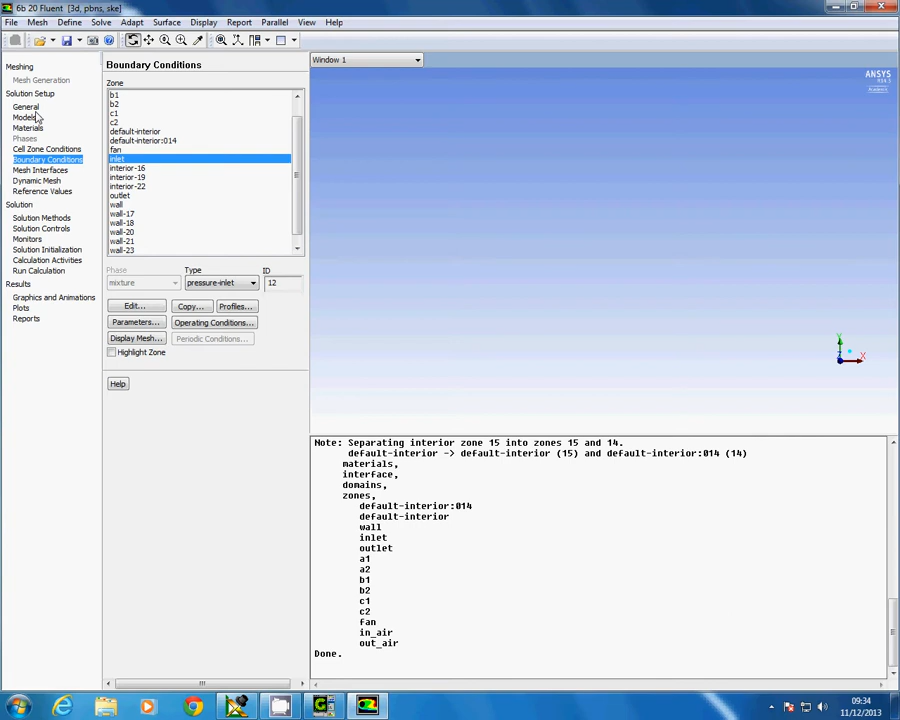 6b 20 Fluent [3d, pbns, ske]
File Mesh Define Solve Adapt Surface Display Report Parallel View Help
Meshing
Mesh Generation
Solution Setup
General
Models
Materials
Phases
Cell Zone Conditions
Boundary Conditions
Mesh Interfaces
Dynamic Mesh
Reference Values
Solution
Solution Methods
Solution Controls
Monitors
Solution Initialization
Calculation Activities
Run Calculation
Results
Graphics and Animations
Plots
Reports
Boundary Conditions
Zone
b1
b2
c1
c2
default-interior
default-interior:014
fan
inlet
interior-16
interior-19
interior-22
outlet
wall
wall-17
wall-18
wall-20
wall-21
wall-23
Phase Type ID
mixture pressure-inlet 12
Edit... Copy... Profiles...
Parameters... Operating Conditions...
Display Mesh... Periodic Conditions...
Highlight Zone
Help
Window 1
ANSYS
Academic
Y
Z X
Note: Separating interior zone 15 into zones 15 and 14.
default-interior -> default-interior (15) and default-interior:014 (14)
materials,
interface,
domains,
zones,
default-interior:014
default-interior
wall
inlet
outlet
a1
a2
b1
b2
c1
c2
fan
in_air
out_air
Done.
09:34
11/12/2013